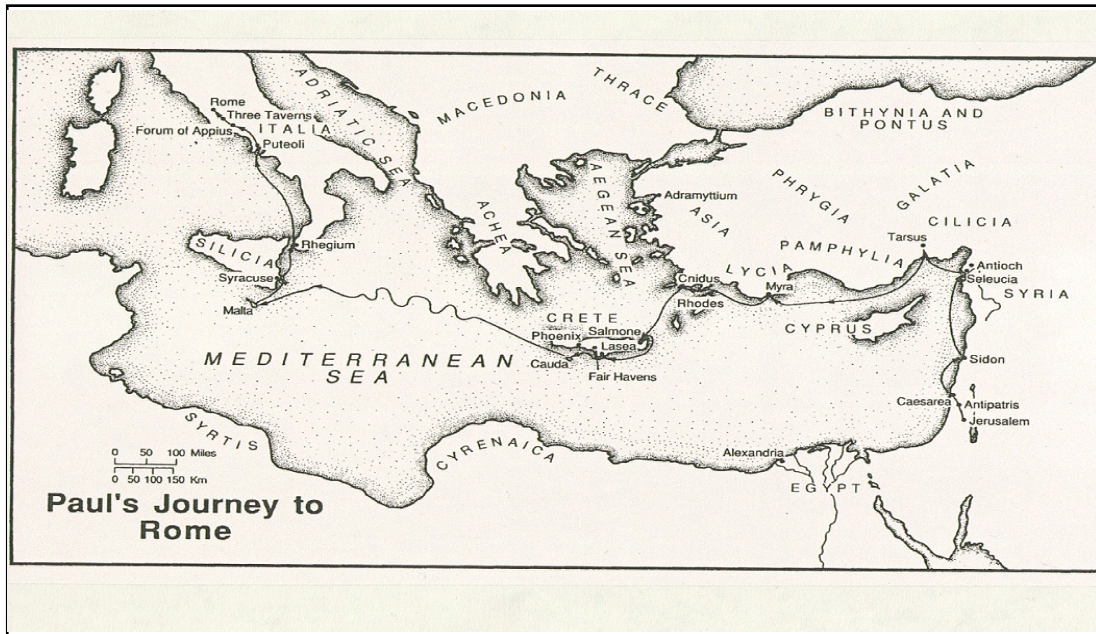 THRACE
MACEDONIA
BITHYNIA AND
PONTUS
ADRIATIC SEA
Rome
Three Taverns
Forum of Appius
ITALIA
Puteoli
AEGEAN SEA
Adramyttium
ASIA
PHRYGIA
GALATIA
CILICIA
ACHEA
Tarsus
PAMPHYLIA
Rhegium
SILICIA
LYCIA
Antioch
Seleucia
Syracuse
Cnidus
Myra
SYRIA
Rhodes
Malta
CRETE
CYPRUS
Phoenix
Salmone
Lasea
Cauda
Fair Havens
MEDITERRANEAN
SEA
Sidon
Caesarea
Antipatris
Jerusalem
SYRTIS
CYRENAICA
Alexandria
EGYPT
0 50 100 Miles
0 50 100 150 Km
Paul's Journey to
Rome